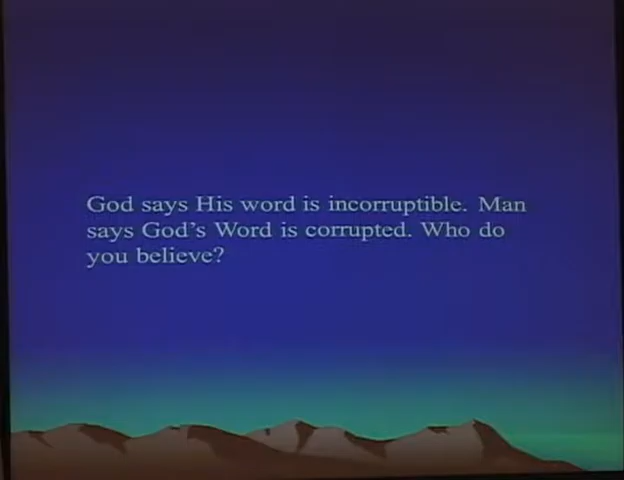 God says His word is incorruptible. Man
says God's Word is corrupted. Who do
you believe?